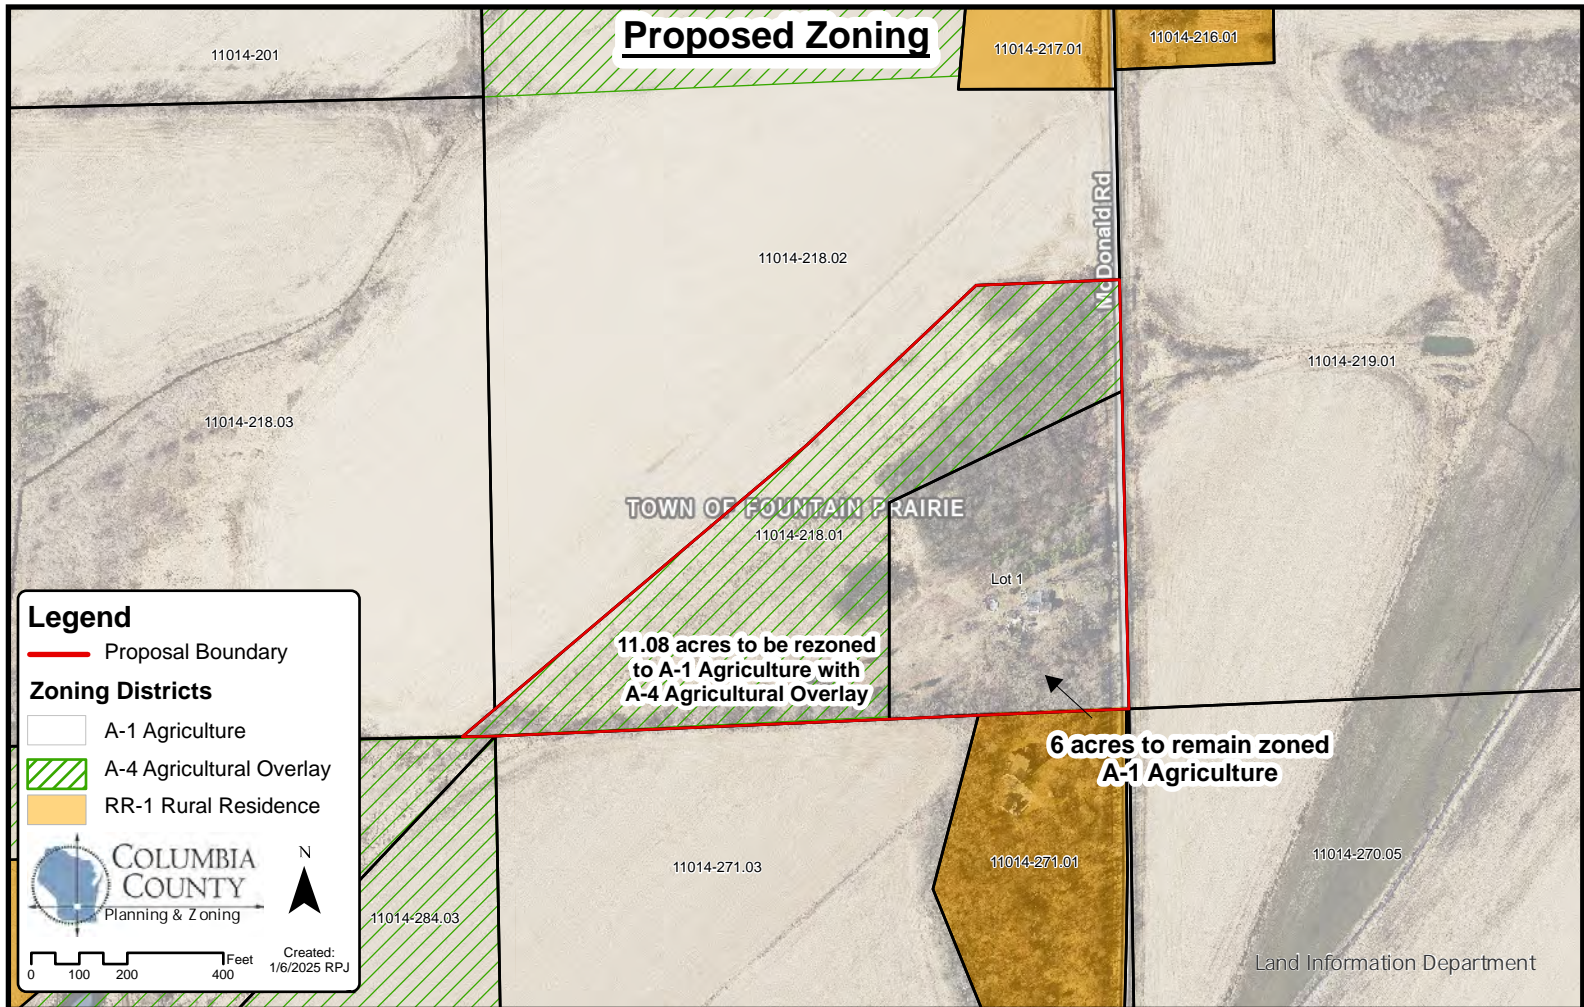 Proposed Zoning
11014-201
11014-217.01
11014-216.01
McDonald Rd
11014-218.02
11014-219.01
11014-218.03
TOWN OF FOUNTAIN PRAIRIE
11014-218.01
Lot 1
11.08 acres to be rezoned
to A-1 Agriculture with
A-4 Agricultural Overlay
6 acres to remain zoned
A-1 Agriculture
11014-271.03
11014-271.01
11014-270.05
11014-284.03
Legend
Proposal Boundary
Zoning Districts
A-1 Agriculture
A-4 Agricultural Overlay
RR-1 Rural Residence
COLUMBIA
COUNTY
Planning & Zoning
N
Feet
0 100 200 400
Created:
1/6/2025 RPJ
Land Information Department